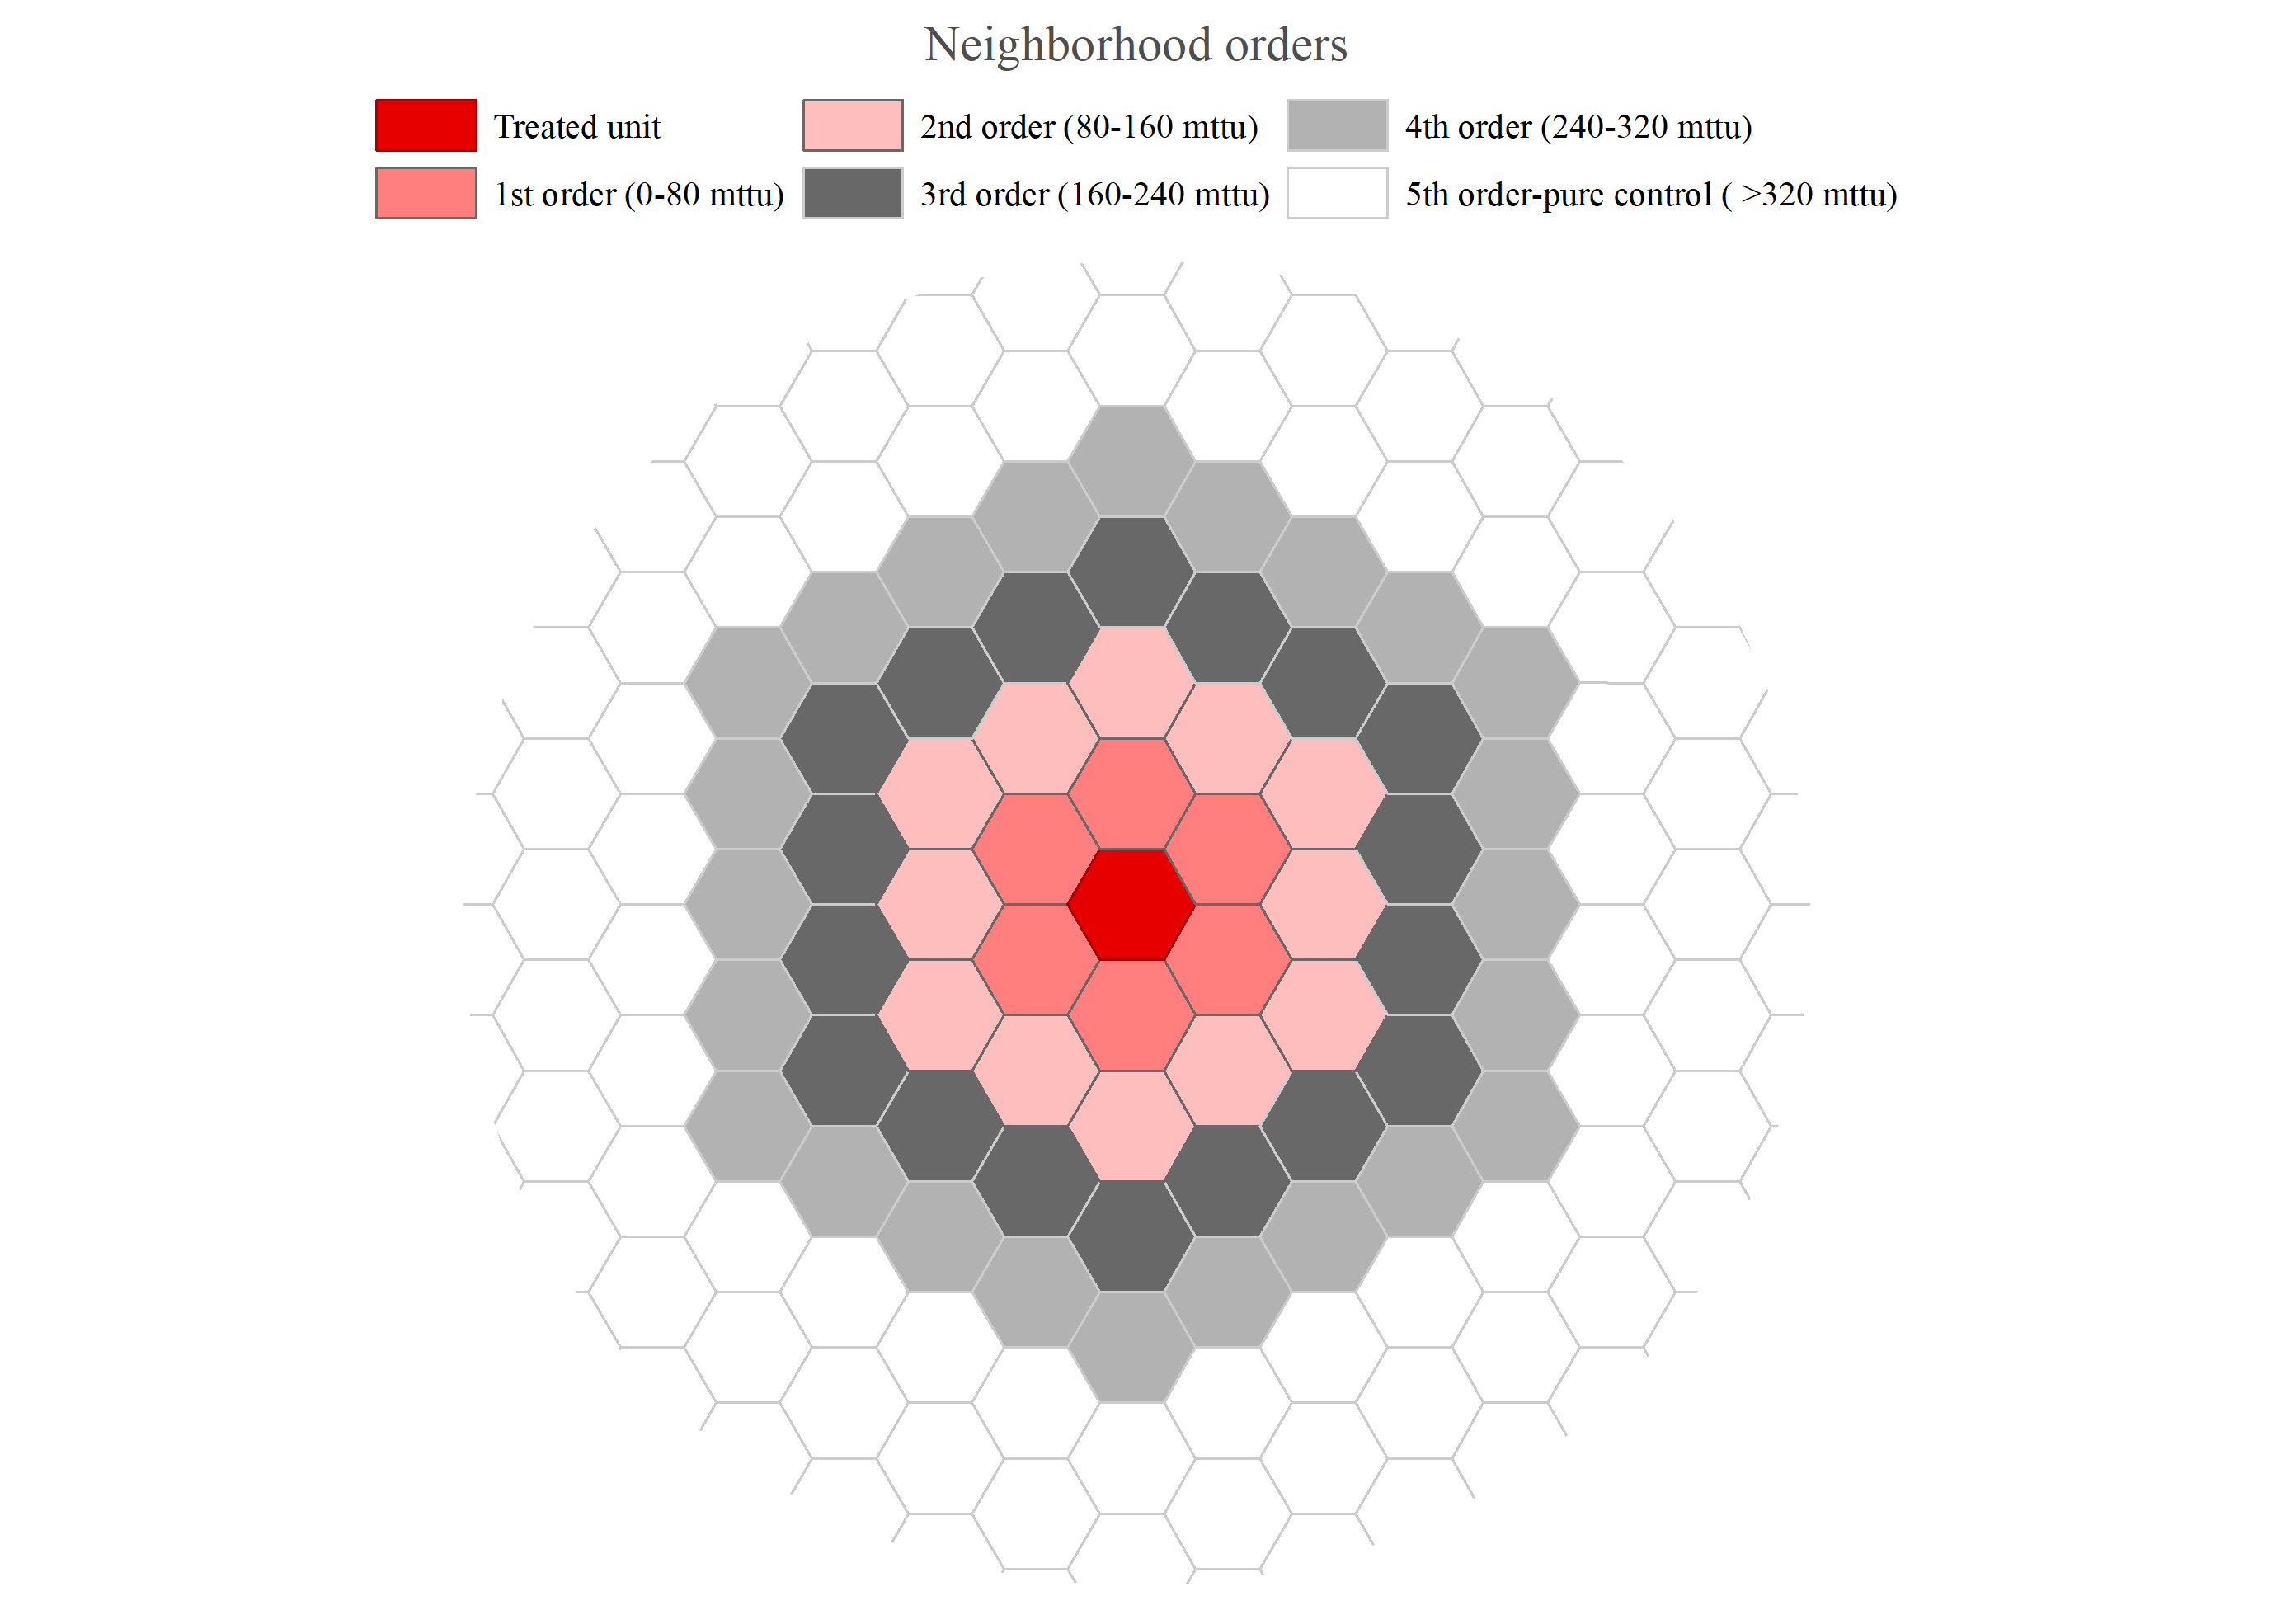 Neighborhood orders
Treated unit
2nd order (80-160 mttu)
4th order (240-320 mttu)
1st order (0-80 mttu)
3rd order (160-240 mttu)
5th order-pure control ( >320 mttu)